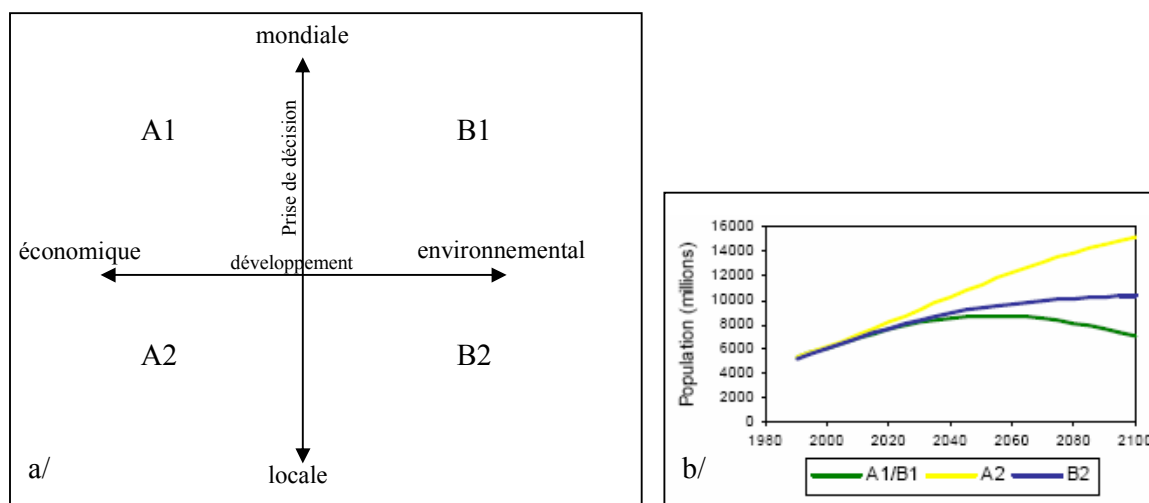 mondiale
A1
B1
Prise de décision
économique
environnemental
développement
A2
B2
a/
locale
Population (millions)
16000
14000
12000
10000
8000
6000
4000
2000
0
1980
2000
2020
2040
2060
2080
2100
b/
A1/B1
A2
B2